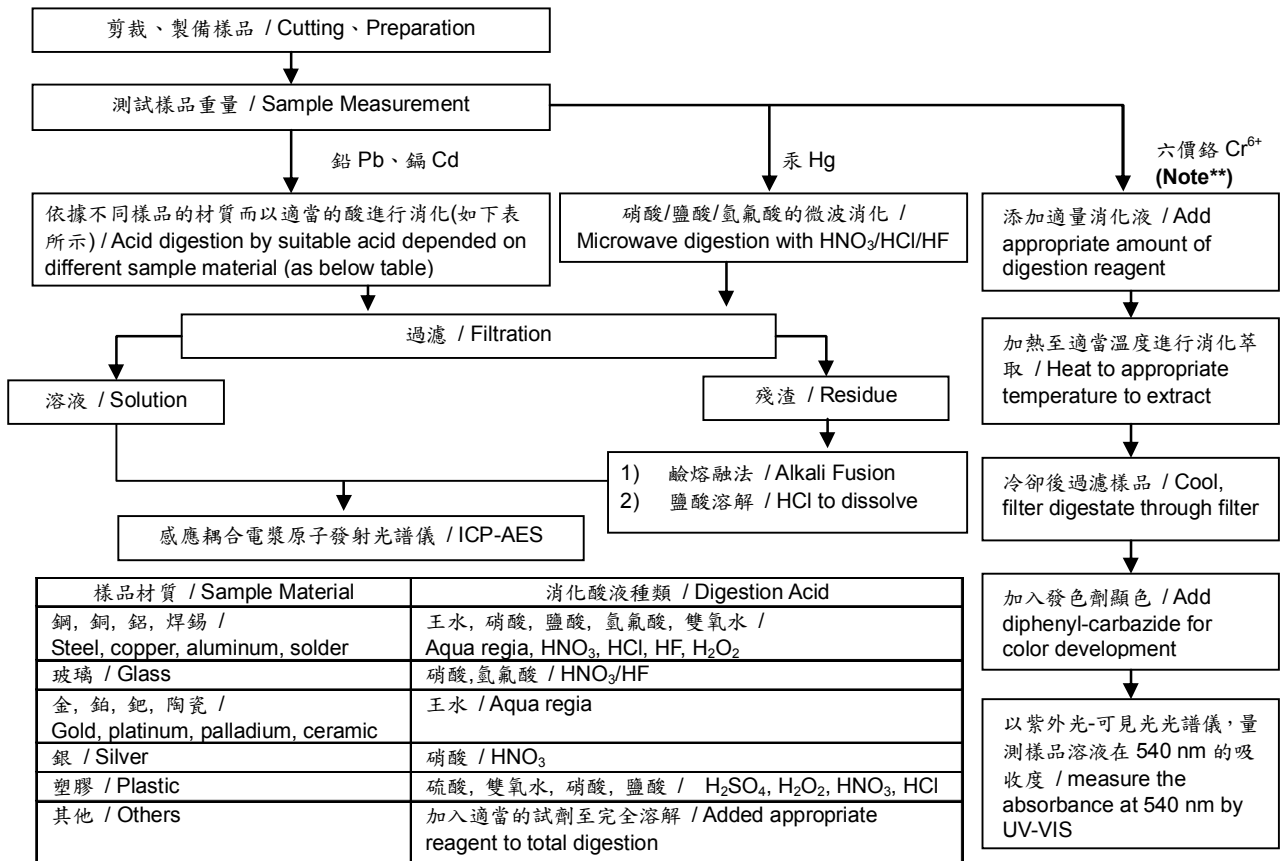 剪裁、製備樣品 / Cutting、Preparation
測試樣品重量 / Sample Measurement
鉛 Pb、鎘 Cd
汞 Hg
六價鉻 Cr⁶⁺
(Note**)
依據不同樣品的材質而以適當的酸進行消化(如下表
所示) / Acid digestion by suitable acid depended on
different sample material (as below table)
硝酸/鹽酸/氫氟酸的微波消化 /
Microwave digestion with HNO₃/HCl/HF
添加適量消化液 / Add
appropriate amount of
digestion reagent
過濾 / Filtration
加熱至適當溫度進行消化萃
取 / Heat to appropriate
temperature to extract
溶液 / Solution
殘渣 / Residue
1) 鹼熔融法 / Alkali Fusion
2) 鹽酸溶解 / HCl to dissolve
冷卻後過濾樣品 / Cool,
filter digestate through filter
感應耦合電漿原子發射光譜儀 / ICP-AES
加入發色劑顯色 / Add
diphenyl-carbazide for
color development
以紫外光-可見光光譜儀，量
測樣品溶液在 540 nm 的吸
收度 / measure the
absorbance at 540 nm by
UV-VIS
樣品材質 / Sample Material
消化酸液種類 / Digestion Acid
鋼, 銅, 鋁, 焊錫 /
Steel, copper, aluminum, solder
王水, 硝酸, 鹽酸, 氫氟酸, 雙氧水 /
Aqua regia, HNO₃, HCl, HF, H₂O₂
玻璃 / Glass
硝酸,氫氟酸 / HNO₃/HF
金, 鉑, 鈀, 陶瓷 /
Gold, platinum, palladium, ceramic
王水 / Aqua regia
銀 / Silver
硝酸 / HNO₃
塑膠 / Plastic
硫酸, 雙氧水, 硝酸, 鹽酸 / H₂SO₄, H₂O₂, HNO₃, HCl
其他 / Others
加入適當的試劑至完全溶解 / Added appropriate
reagent to total digestion